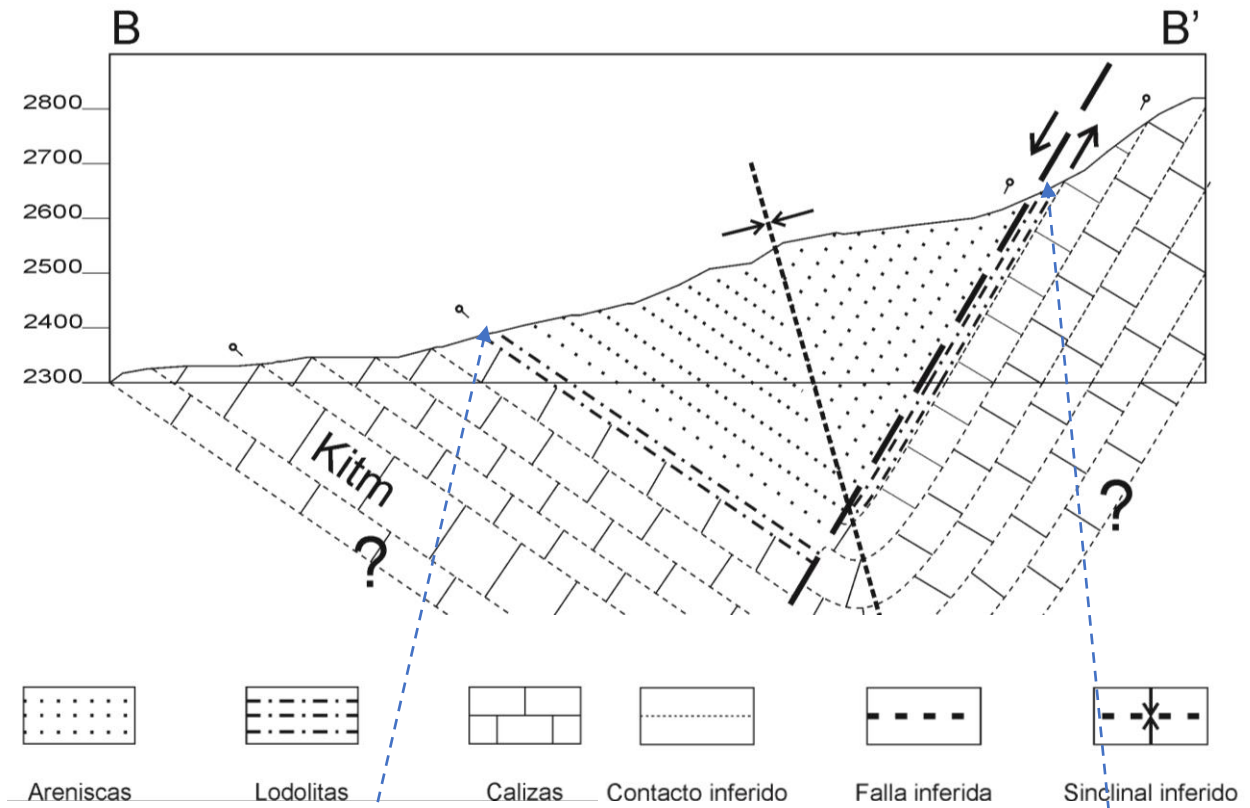 B
B’
2800
2700
2600
2500
2400
2300
Kitm
?
?
Areniscas
Lodolitas
Calizas
Contacto inferido
Falla inferida
Sinclinal inferido